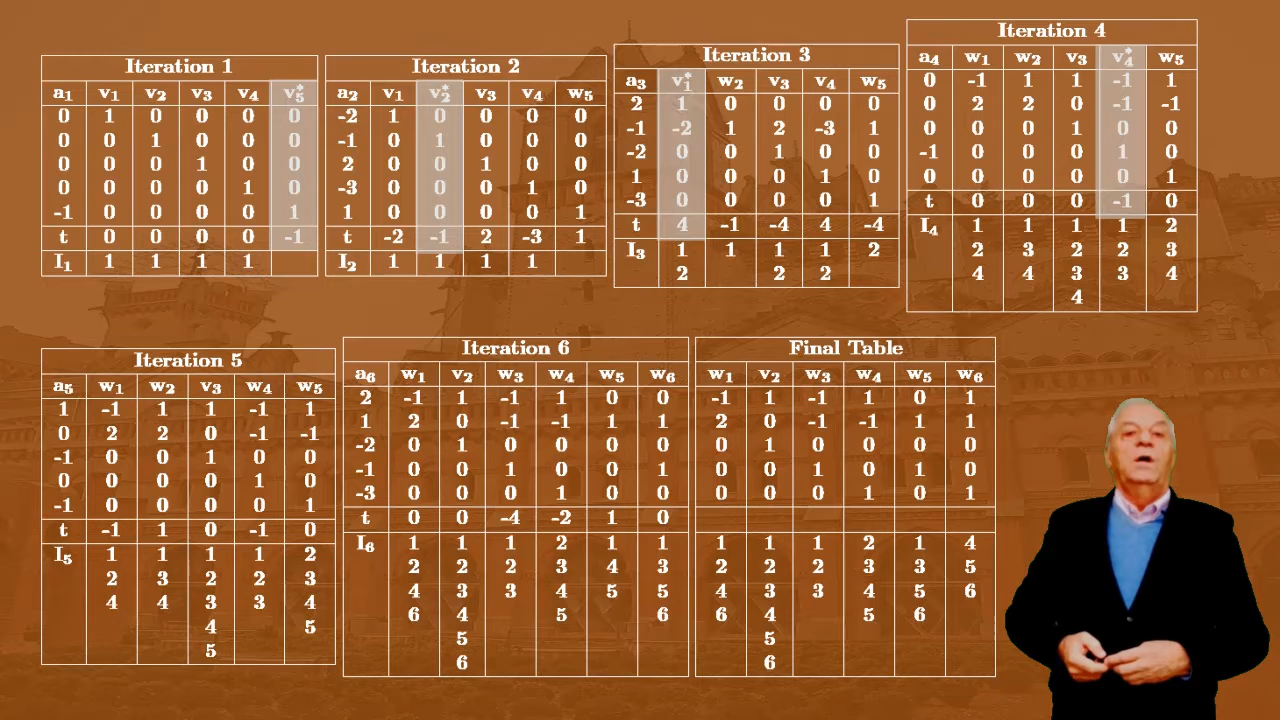 Iteration 1
a₁ v₁ v₂ v₃ v₄ v₅*
0 1 0 0 0 0
0 0 1 0 0 0
0 0 0 1 0 0
0 0 0 0 1 0
-1 0 0 0 0 1
t 0 0 0 0 -1
I₁ 1 1 1 1
Iteration 2
a₂ v₁ v₂* v₃ v₄ w₅
-2 1 0 0 0 0
-1 0 1 0 0 0
2 0 0 1 0 0
-3 0 0 0 1 0
1 0 0 0 0 1
t -2 -1 2 -3 1
I₂ 1 1 1 1
Iteration 3
a₃ v₁* w₂ v₃ v₄ w₅
2 1 0 0 0 0
-1 -2 1 2 -3 1
-2 0 0 1 0 0
1 0 0 0 1 0
-3 0 0 0 0 1
t 4 -1 -4 4 -4
I₃ 1 1 1 1 2
2 2 2
Iteration 4
a₄ w₁ w₂ v₃ v₄* w₅
0 -1 1 1 -1 1
0 2 2 0 -1 -1
0 0 0 1 0 0
-1 0 0 0 1 0
0 0 0 0 0 1
t 0 0 0 -1 0
I₄ 1 1 1 1 2
2 3 2 2 3
4 4 3 3 4
4
Iteration 5
a₅ w₁ w₂ v₃ w₄ w₅
1 -1 1 1 -1 1
0 2 2 0 -1 -1
-1 0 0 1 0 0
0 0 0 0 1 0
-1 0 0 0 0 1
t -1 1 0 -1 0
I₅ 1 1 1 1 2
2 3 2 2 3
4 4 3 3 4
4 5
5
Iteration 6
a₆ w₁ v₂ w₃ w₄ w₅ w₆
2 -1 1 -1 1 0 0
1 2 0 -1 -1 1 1
-2 0 1 0 0 0 0
-1 0 0 1 0 0 1
-3 0 0 0 1 0 0
t 0 0 -4 -2 1 0
I₆ 1 1 1 2 1 1
2 2 2 3 4 3
4 3 3 4 5 5
6 4 5 6
5
6
Final Table
w₁ v₂ w₃ w₄ w₅ w₆
-1 1 -1 1 0 1
2 0 -1 -1 1 1
0 1 0 0 0 0
0 0 1 0 1 0
0 0 0 1 0 1
1 1 1 2 1 4
2 2 2 3 3 5
4 3 3 4 5 6
6 4 5 6
5
6